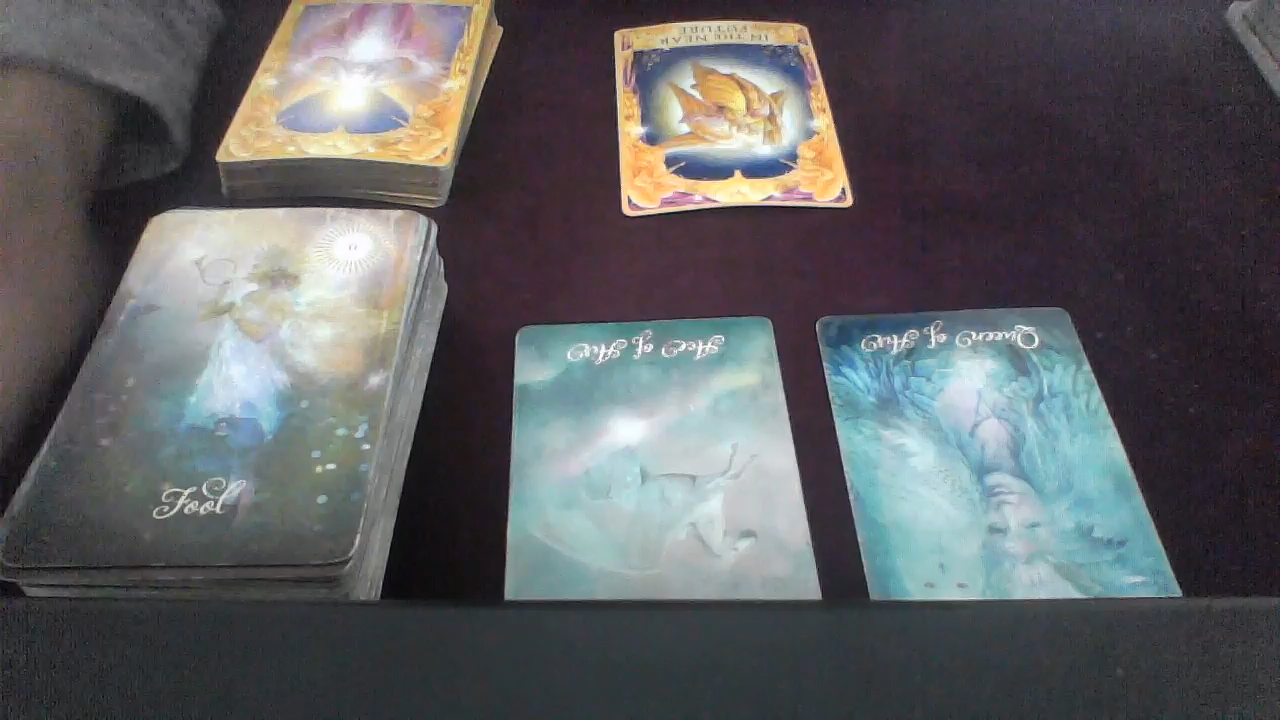 IN THE NEAR
FUTURE
Fool
Ace of Air
Queen of Air